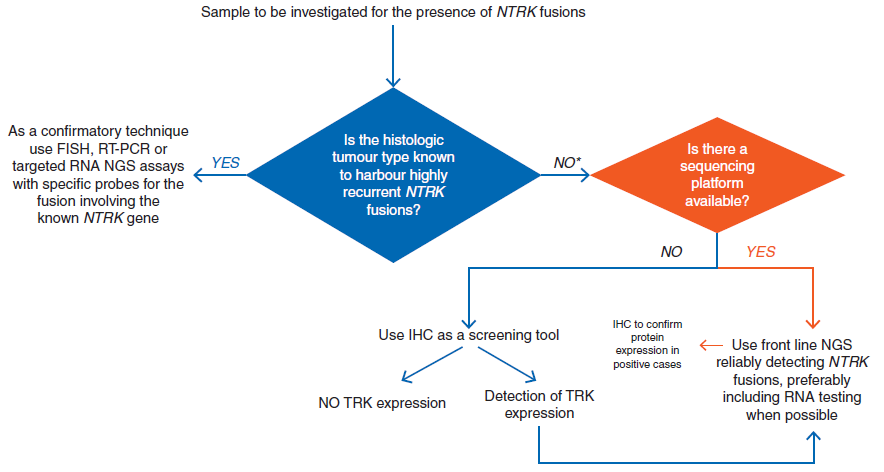 Sample to be investigated for the presence of NTRK fusions
As a confirmatory technique
use FISH, RT-PCR or
targeted RNA NGS assays
with specific probes for the
fusion involving the
known NTRK gene
YES
Is the histologic
tumour type known
to harbour highly
recurrent NTRK
fusions?
NO*
Is there a
sequencing
platform
available?
NO
YES
Use IHC as a screening tool
NO TRK expression
Detection of TRK
expression
IHC to confirm
protein
expression in
positive cases
Use front line NGS
reliably detecting NTRK
fusions, preferably
including RNA testing
when possible